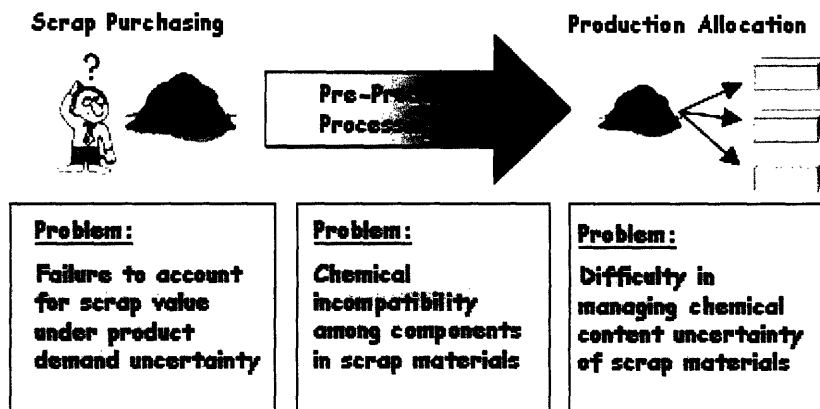 Scrap Purchasing
Production Allocation
?
Problem:
Failure to account
for scrap value
under product
demand uncertainty
Problem:
Chemical
incompatibility
among components
in scrap materials
Problem:
Difficulty in
managing chemical
content uncertainty
of scrap materials